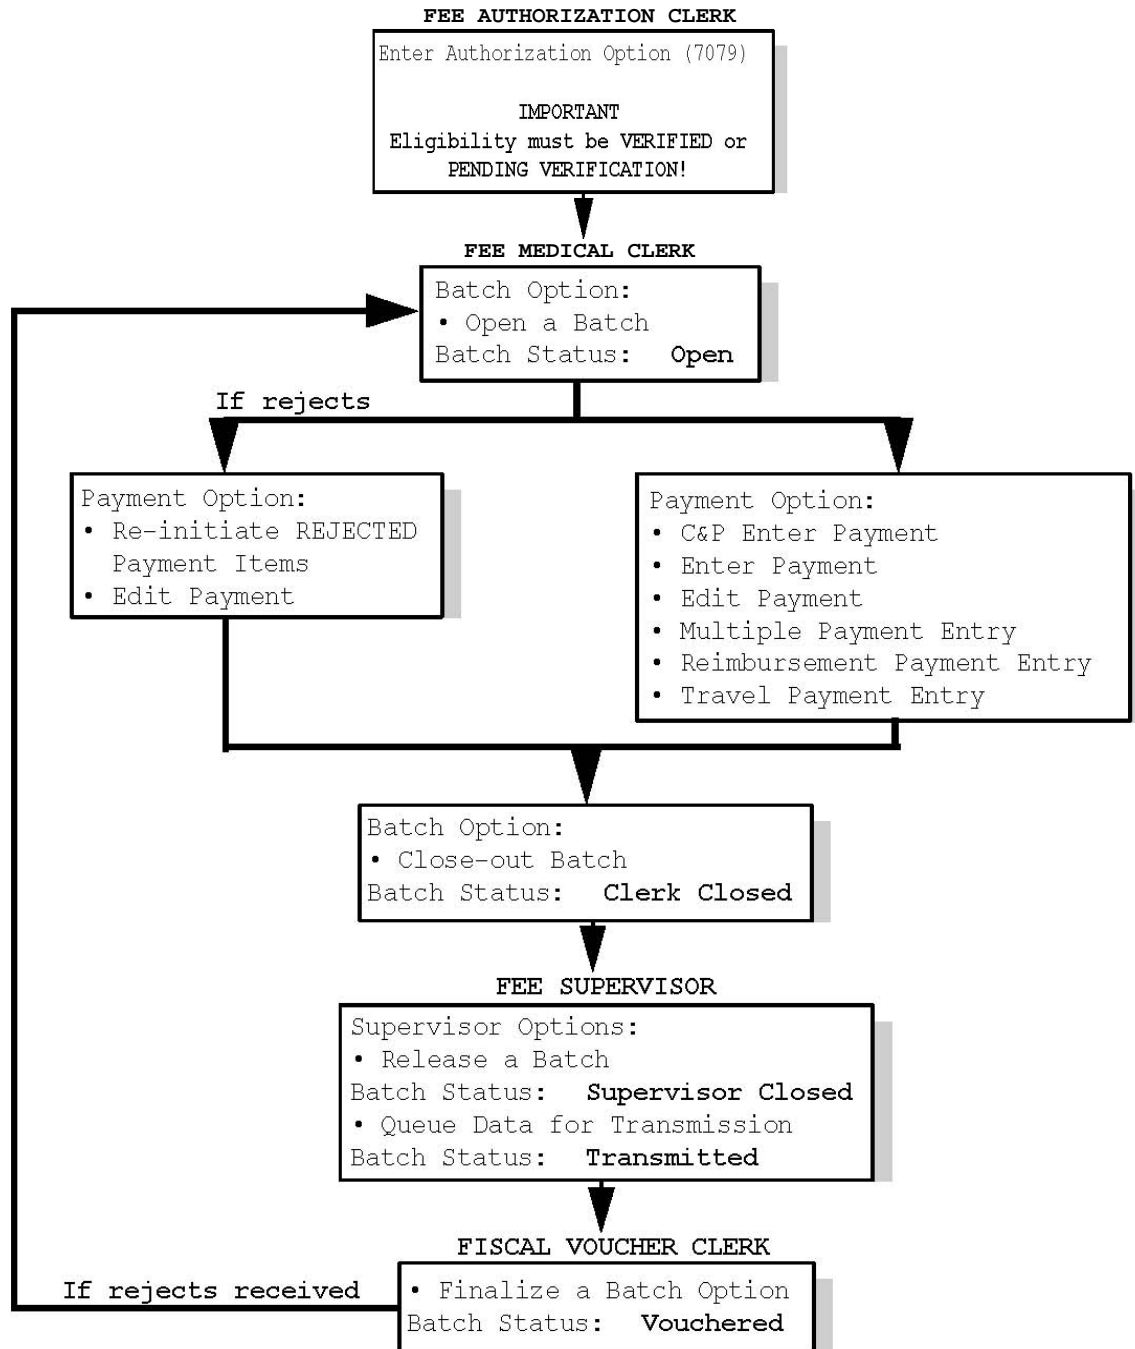 FEE AUTHORIZATION CLERK
Enter Authorization Option (7079)
IMPORTANT
Eligibility must be VERIFIED or
PENDING VERIFICATION!
FEE MEDICAL CLERK
Batch Option:
• Open a Batch
Batch Status: Open
If rejects
Payment Option:
• Re-initiate REJECTED
Payment Items
• Edit Payment
Payment Option:
• C&P Enter Payment
• Enter Payment
• Edit Payment
• Multiple Payment Entry
• Reimbursement Payment Entry
• Travel Payment Entry
Batch Option:
• Close-out Batch
Batch Status: Clerk Closed
FEE SUPERVISOR
Supervisor Options:
• Release a Batch
Batch Status: Supervisor Closed
• Queue Data for Transmission
Batch Status: Transmitted
FISCAL VOUCHER CLERK
If rejects received
• Finalize a Batch Option
Batch Status: Vouchered